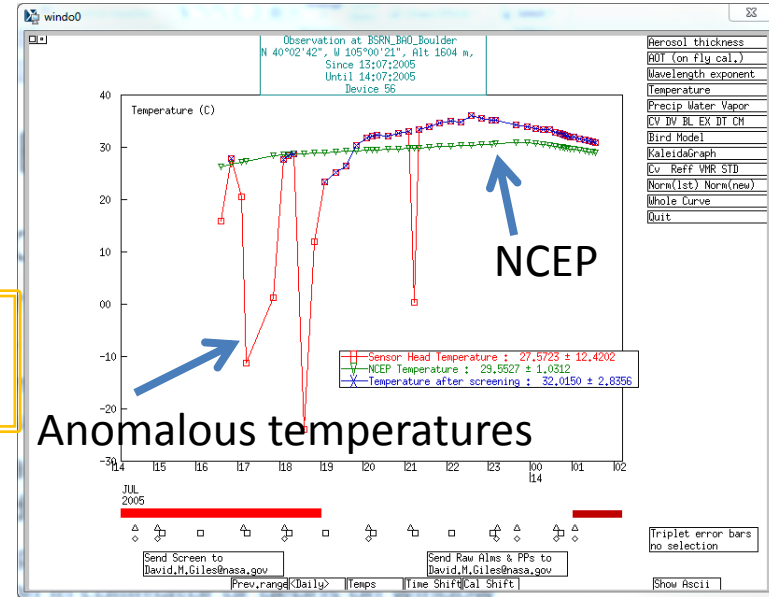 windo0
Observation at BSRN_BAO_Boulder
N 40°02'42", W 105°00'21", Alt 1604 m,
Since 13:07:2005
Until 14:07:2005
Device 56
Aerosol thickness
AOT (on fly cal.)
Wavelength exponent
Temperature
Precip Water Vapor
CV DV BL EX DT CM
Bird Model
KaleidaGraph
Cv Reff VMR STD
Norm(lst) Norm(new)
Whole Curve
Quit
Temperature (C)
40
30
20
10
00
-10
-20
-30
NCEP
Sensor Head Temperature : 27.5723 ± 12.4202
NCEP Temperature : 29.5527 ± 1.0312
Temperature after screening : 32.0150 ± 2.8356
Anomalous temperatures
14 15 16 17 18 19 20 21 22 23 00 01 02
14
JUL
2005
Triplet error bars
no selection
Send Screen to
David.M.Giles@nasa.gov
Send Raw Alms & PPs to
David.M.Giles@nasa.gov
Prev.range <Daily> Temps Time Shift Cal Shift Show Ascii